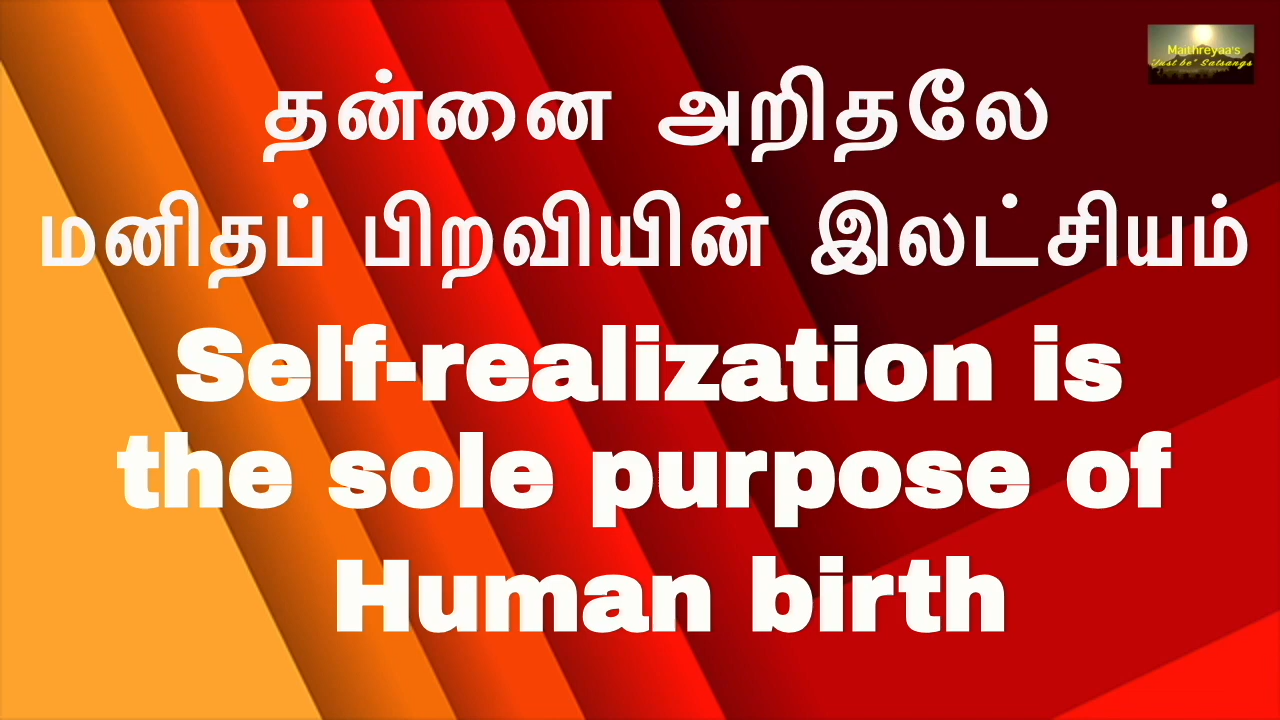 Maithreyaa's
"Just be" Satsangs
தன்னை அறிதலே
மனிதப் பிறவியின் இலட்சியம்
Self-realization is
the sole purpose of
Human birth